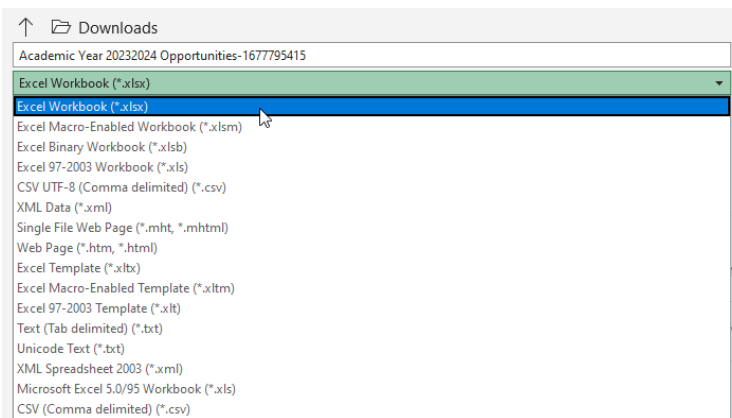 Downloads
Academic Year 20232024 Opportunities-1677795415
Excel Workbook (*.xlsx)
Excel Workbook (*.xlsx)
Excel Macro-Enabled Workbook (*.xlsm)
Excel Binary Workbook (*.xlsb)
Excel 97-2003 Workbook (*.xls)
CSV UTF-8 (Comma delimited) (*.csv)
XML Data (*.xml)
Single File Web Page (*.mht, *.mhtml)
Web Page (*.htm, *.html)
Excel Template (*.xltx)
Excel Macro-Enabled Template (*.xltm)
Excel 97-2003 Template (*.xlt)
Text (Tab delimited) (*.txt)
Unicode Text (*.txt)
XML Spreadsheet 2003 (*.xml)
Microsoft Excel 5.0/95 Workbook (*.xls)
CSV (Comma delimited) (*.csv)